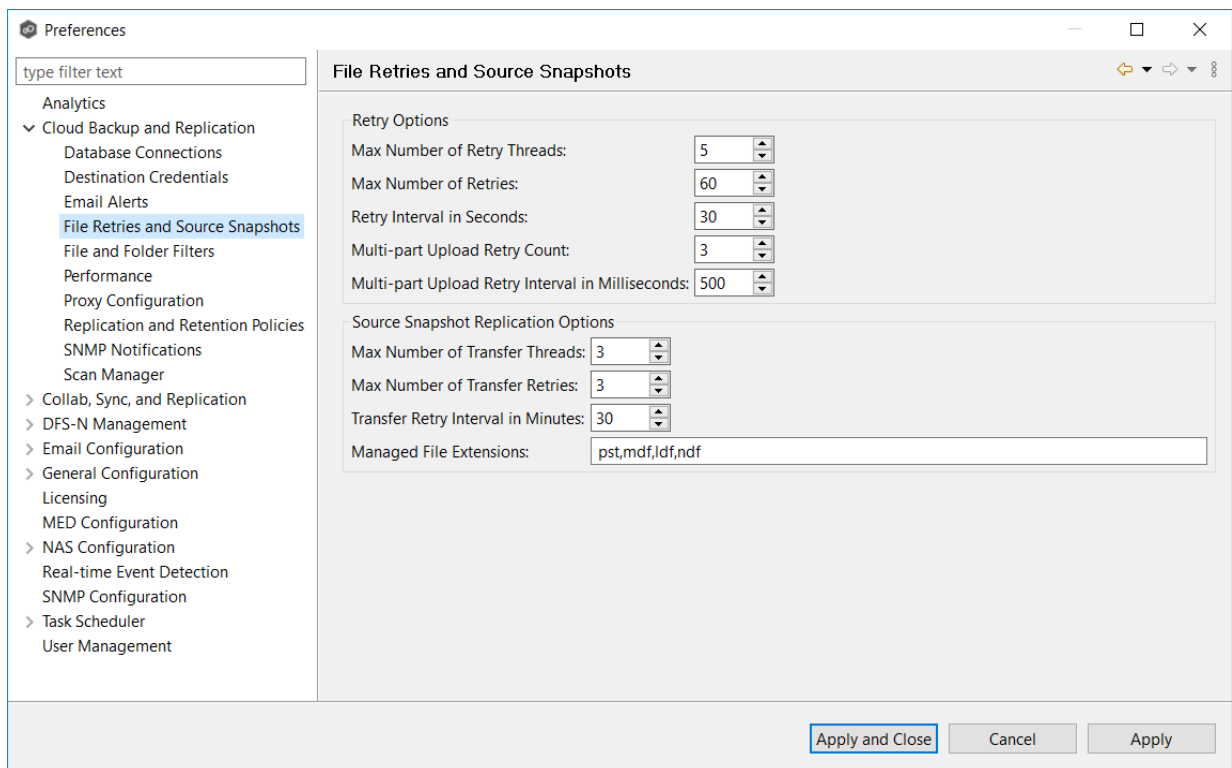 Preferences
type filter text
Analytics
Cloud Backup and Replication
Database Connections
Destination Credentials
Email Alerts
File Retries and Source Snapshots
File and Folder Filters
Performance
Proxy Configuration
Replication and Retention Policies
SNMP Notifications
Scan Manager
Collab, Sync, and Replication
DFS-N Management
Email Configuration
General Configuration
Licensing
MED Configuration
NAS Configuration
Real-time Event Detection
SNMP Configuration
Task Scheduler
User Management
File Retries and Source Snapshots
Retry Options
Max Number of Retry Threads: 5
Max Number of Retries: 60
Retry Interval in Seconds: 30
Multi-part Upload Retry Count: 3
Multi-part Upload Retry Interval in Milliseconds: 500
Source Snapshot Replication Options
Max Number of Transfer Threads: 3
Max Number of Transfer Retries: 3
Transfer Retry Interval in Minutes: 30
Managed File Extensions: pst,mdf,ldf,ndf
Apply and Close Cancel Apply